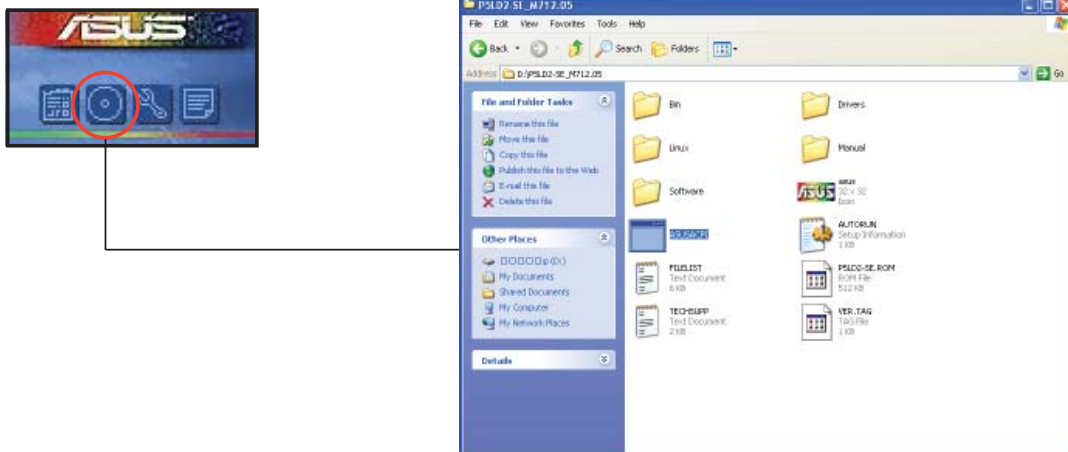 ASUS
P5LD2-SE_M712.05
File Edit View Favorites Tools Help
Back Search Folders
Address D:\P5LD2-SE_M712.05 Go
File and Folder Tasks
Rename this file
Move this file
Copy this file
Publish this file to the Web
E-mail this file
Delete this file
Other Places
(D:)
My Documents
Shared Documents
My Computer
My Network Places
Details
Bin
Drivers
Linux
Manual
Software
ASUS
asus
32 x 32
Icon
ASUSACPI
AUTORUN
Setup Information
1 KB
FILELIST
Text Document
6 KB
P5LD2-SE.ROM
ROM File
512 KB
TECHSUPP
Text Document
2 KB
VER.TAG
TAG File
1 KB